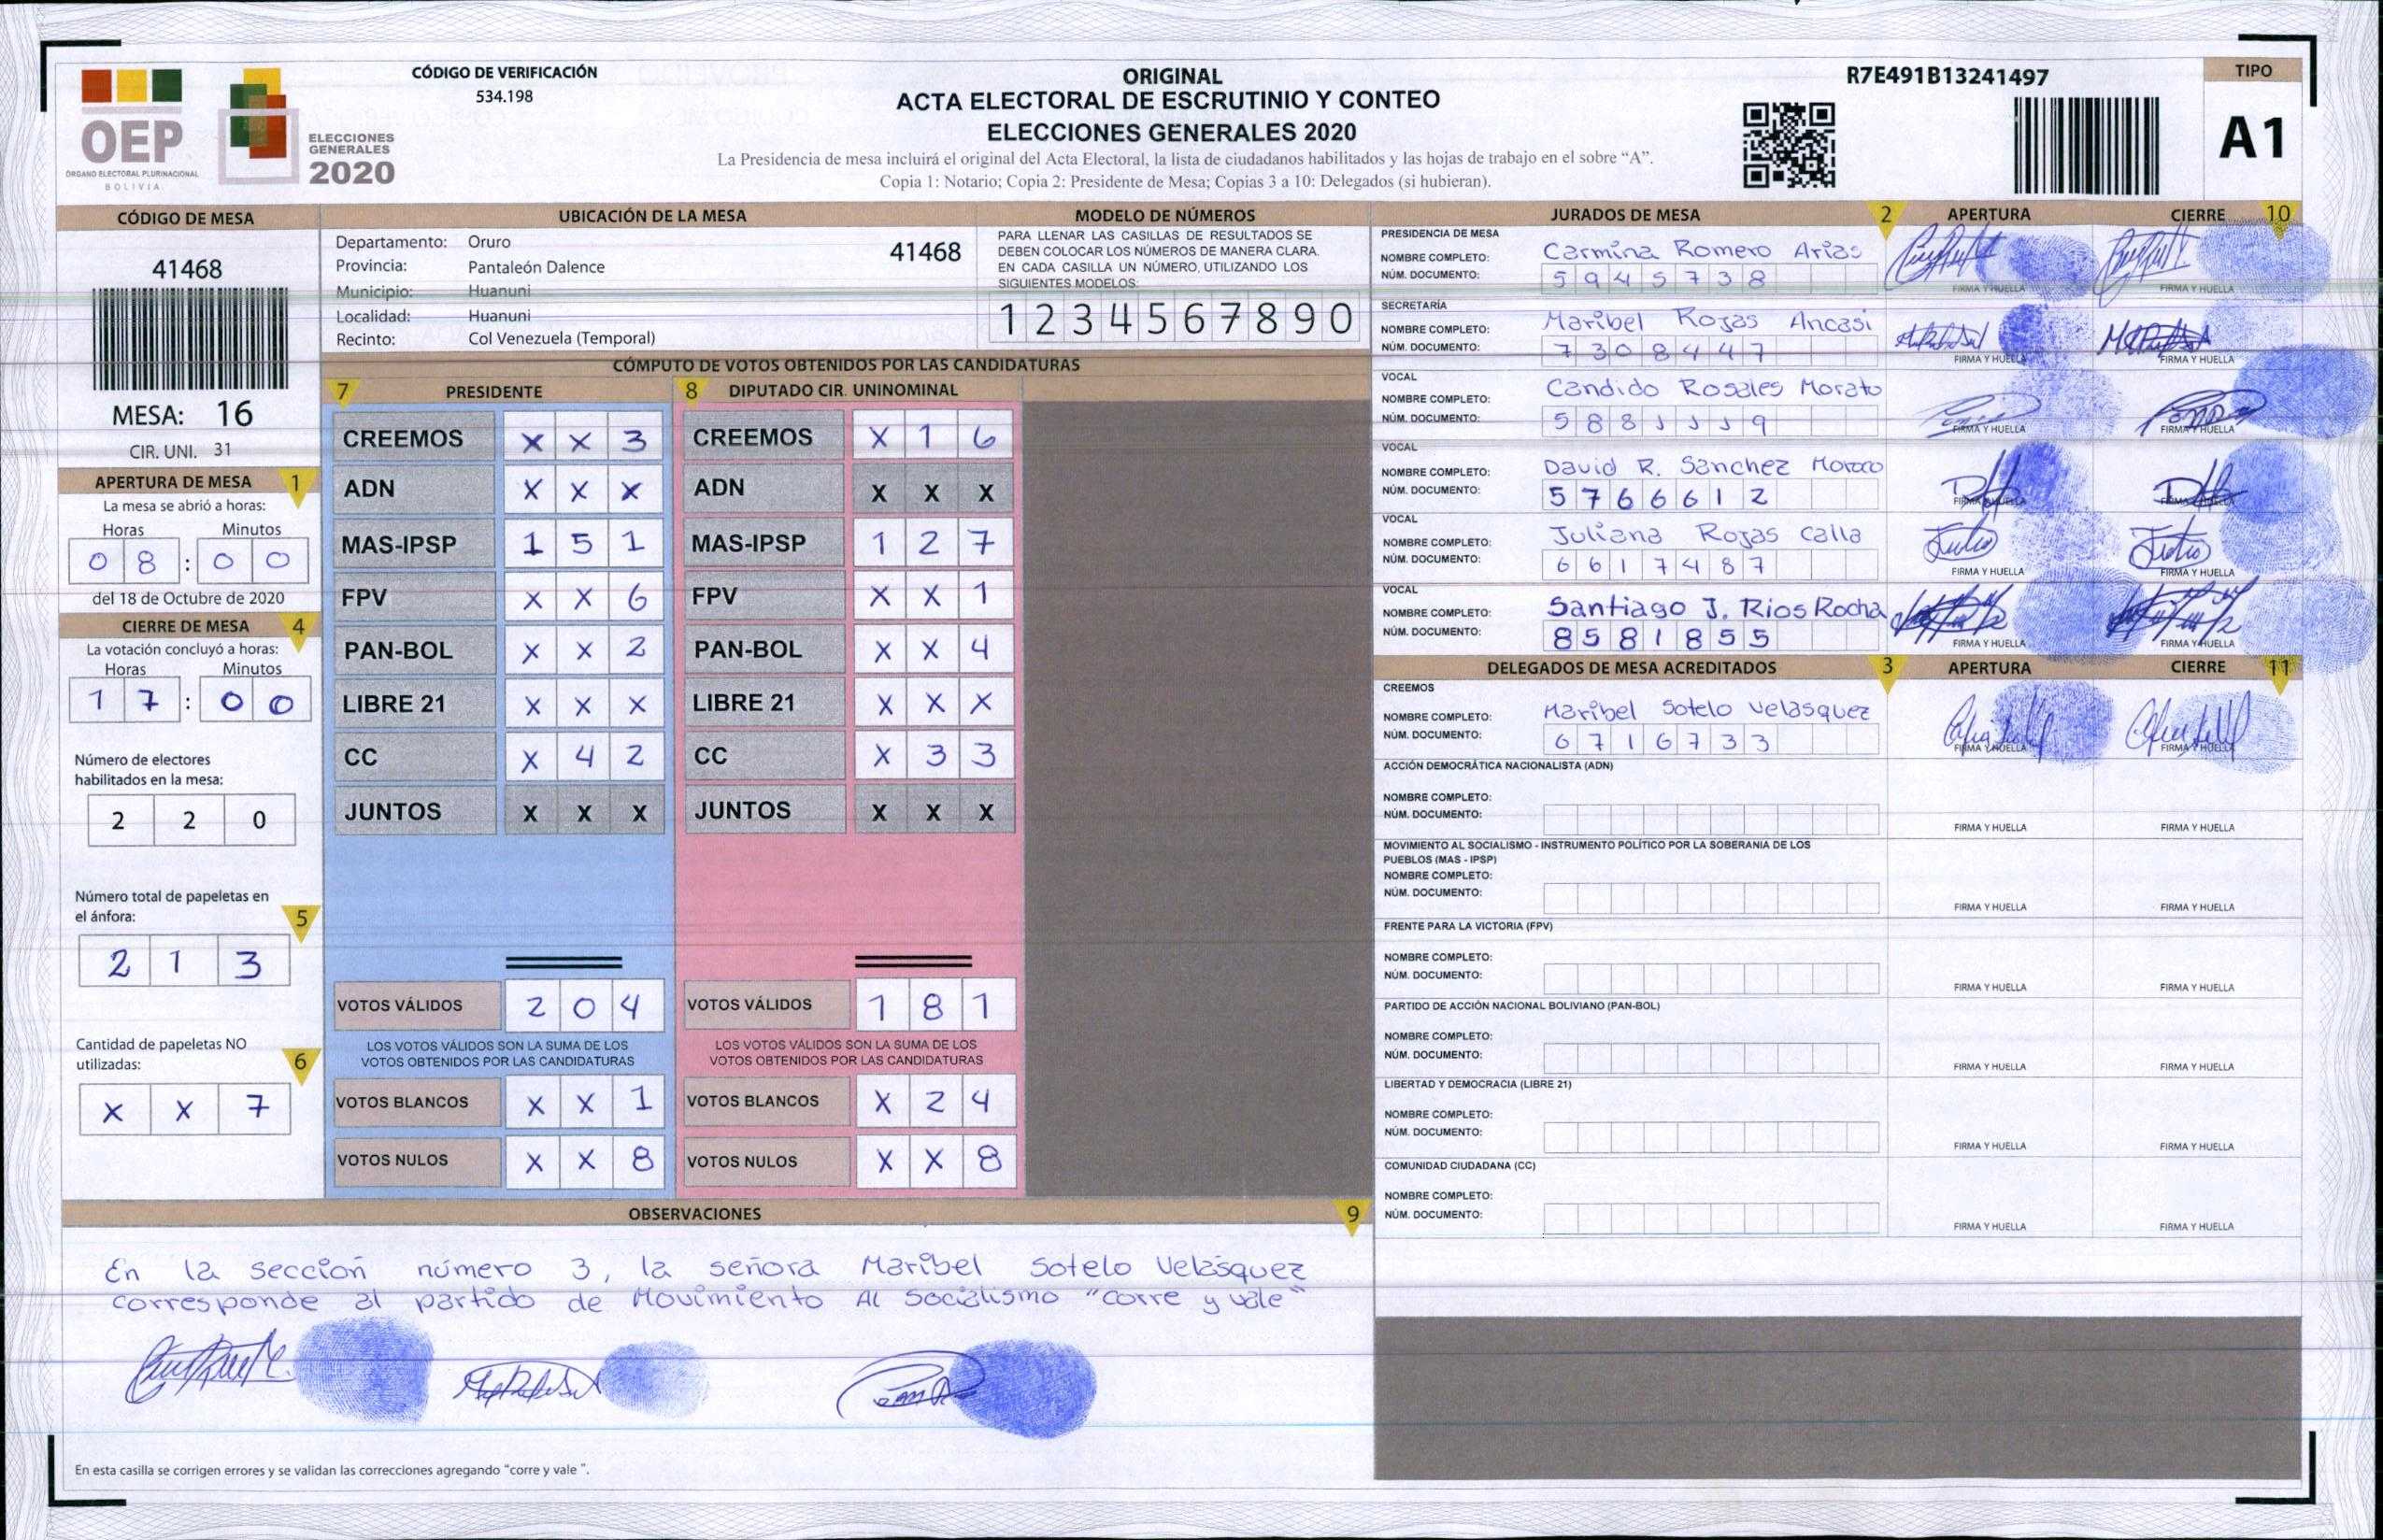 OEP
ÓRGANO ELECTORAL PLURINACIONAL
BOLIVIA
ELECCIONES
GENERALES
2020
CÓDIGO DE VERIFICACIÓN
534.198
ORIGINAL
ACTA ELECTORAL DE ESCRUTINIO Y CONTEO
ELECCIONES GENERALES 2020
La Presidencia de mesa incluirá el original del Acta Electoral, la lista de ciudadanos habilitados y las hojas de trabajo en el sobre “A”.
Copia 1: Notario; Copia 2: Presidente de Mesa; Copias 3 a 10: Delegados (si hubieran).
R7E491B13241497
TIPO
A1
CÓDIGO DE MESA
41468
MESA: 16
CIR. UNI. 31
APERTURA DE MESA 1
La mesa se abrió a horas:
Horas Minutos
0 8 : 0 0
del 18 de Octubre de 2020
CIERRE DE MESA 4
La votación concluyó a horas:
Horas Minutos
1 7 : 0 0
Número de electores
habilitados en la mesa:
2 2 0
Número total de papeletas en
el ánfora: 5
2 1 3
Cantidad de papeletas NO
utilizadas: 6
X X 7
UBICACIÓN DE LA MESA
Departamento: Oruro 41468
Provincia: Pantaleón Dalence
Municipio: Huanuni
Localidad: Huanuni
Recinto: Col Venezuela (Temporal)
MODELO DE NÚMEROS
PARA LLENAR LAS CASILLAS DE RESULTADOS SE
DEBEN COLOCAR LOS NÚMEROS DE MANERA CLARA.
EN CADA CASILLA UN NÚMERO, UTILIZANDO LOS
SIGUIENTES MODELOS:
1 2 3 4 5 6 7 8 9 0
CÓMPUTO DE VOTOS OBTENIDOS POR LAS CANDIDATURAS
7 PRESIDENTE
CREEMOS X X 3
ADN X X X
MAS-IPSP 1 5 1
FPV X X 6
PAN-BOL X X 2
LIBRE 21 X X X
CC X 4 2
JUNTOS X X X
VOTOS VÁLIDOS 2 0 4
LOS VOTOS VÁLIDOS SON LA SUMA DE LOS
VOTOS OBTENIDOS POR LAS CANDIDATURAS
VOTOS BLANCOS X X 1
VOTOS NULOS X X 8
8 DIPUTADO CIR. UNINOMINAL
CREEMOS X 1 6
ADN X X X
MAS-IPSP 1 2 7
FPV X X 1
PAN-BOL X X 4
LIBRE 21 X X X
CC X 3 3
JUNTOS X X X
VOTOS VÁLIDOS 1 8 1
LOS VOTOS VÁLIDOS SON LA SUMA DE LOS
VOTOS OBTENIDOS POR LAS CANDIDATURAS
VOTOS BLANCOS X 2 4
VOTOS NULOS X X 8
JURADOS DE MESA 2 APERTURA CIERRE 10
PRESIDENCIA DE MESA
NOMBRE COMPLETO: Carmina Romero Arias
NÚM. DOCUMENTO: 5 9 4 5 7 3 8
FIRMA Y HUELLA FIRMA Y HUELLA
SECRETARÍA
NOMBRE COMPLETO: Maribel Rojas Ancasi
NÚM. DOCUMENTO: 7 3 0 8 4 4 7
FIRMA Y HUELLA FIRMA Y HUELLA
VOCAL
NOMBRE COMPLETO: Candido Rosales Morato
NÚM. DOCUMENTO: 5 8 8 1 1 1 9
FIRMA Y HUELLA FIRMA Y HUELLA
VOCAL
NOMBRE COMPLETO: David R. Sanchez
NÚM. DOCUMENTO: 5 7 6 6 6 1 2
FIRMA Y HUELLA FIRMA Y HUELLA
VOCAL
NOMBRE COMPLETO: Juliana Rojas Calla
NÚM. DOCUMENTO: 6 6 1 7 4 8 7
FIRMA Y HUELLA FIRMA Y HUELLA
VOCAL
NOMBRE COMPLETO: Santiago J. Rios Rocha
NÚM. DOCUMENTO: 8 5 8 1 8 5 5
FIRMA Y HUELLA FIRMA Y HUELLA
DELEGADOS DE MESA ACREDITADOS 3 APERTURA CIERRE 11
CREEMOS
NOMBRE COMPLETO: Maribel Sotelo Velasquez
NÚM. DOCUMENTO: 6 7 1 6 7 3 3
FIRMA Y HUELLA FIRMA Y HUELLA
ACCIÓN DEMOCRÁTICA NACIONALISTA (ADN)
NOMBRE COMPLETO:
NÚM. DOCUMENTO:
FIRMA Y HUELLA FIRMA Y HUELLA
MOVIMIENTO AL SOCIALISMO - INSTRUMENTO POLÍTICO POR LA SOBERANIA DE LOS
PUEBLOS (MAS - IPSP)
NOMBRE COMPLETO:
NÚM. DOCUMENTO:
FIRMA Y HUELLA FIRMA Y HUELLA
FRENTE PARA LA VICTORIA (FPV)
NOMBRE COMPLETO:
NÚM. DOCUMENTO:
FIRMA Y HUELLA FIRMA Y HUELLA
PARTIDO DE ACCIÓN NACIONAL BOLIVIANO (PAN-BOL)
NOMBRE COMPLETO:
NÚM. DOCUMENTO:
FIRMA Y HUELLA FIRMA Y HUELLA
LIBERTAD Y DEMOCRACIA (LIBRE 21)
NOMBRE COMPLETO:
NÚM. DOCUMENTO:
FIRMA Y HUELLA FIRMA Y HUELLA
COMUNIDAD CIUDADANA (CC)
NOMBRE COMPLETO:
NÚM. DOCUMENTO:
FIRMA Y HUELLA FIRMA Y HUELLA
OBSERVACIONES 9
En la sección número 3, la señora Maribel Sotelo Velásquez
corresponde al partido de Movimiento Al Socialismo "corre y vale"
En esta casilla se corrigen errores y se validan las correcciones agregando “corre y vale ”.